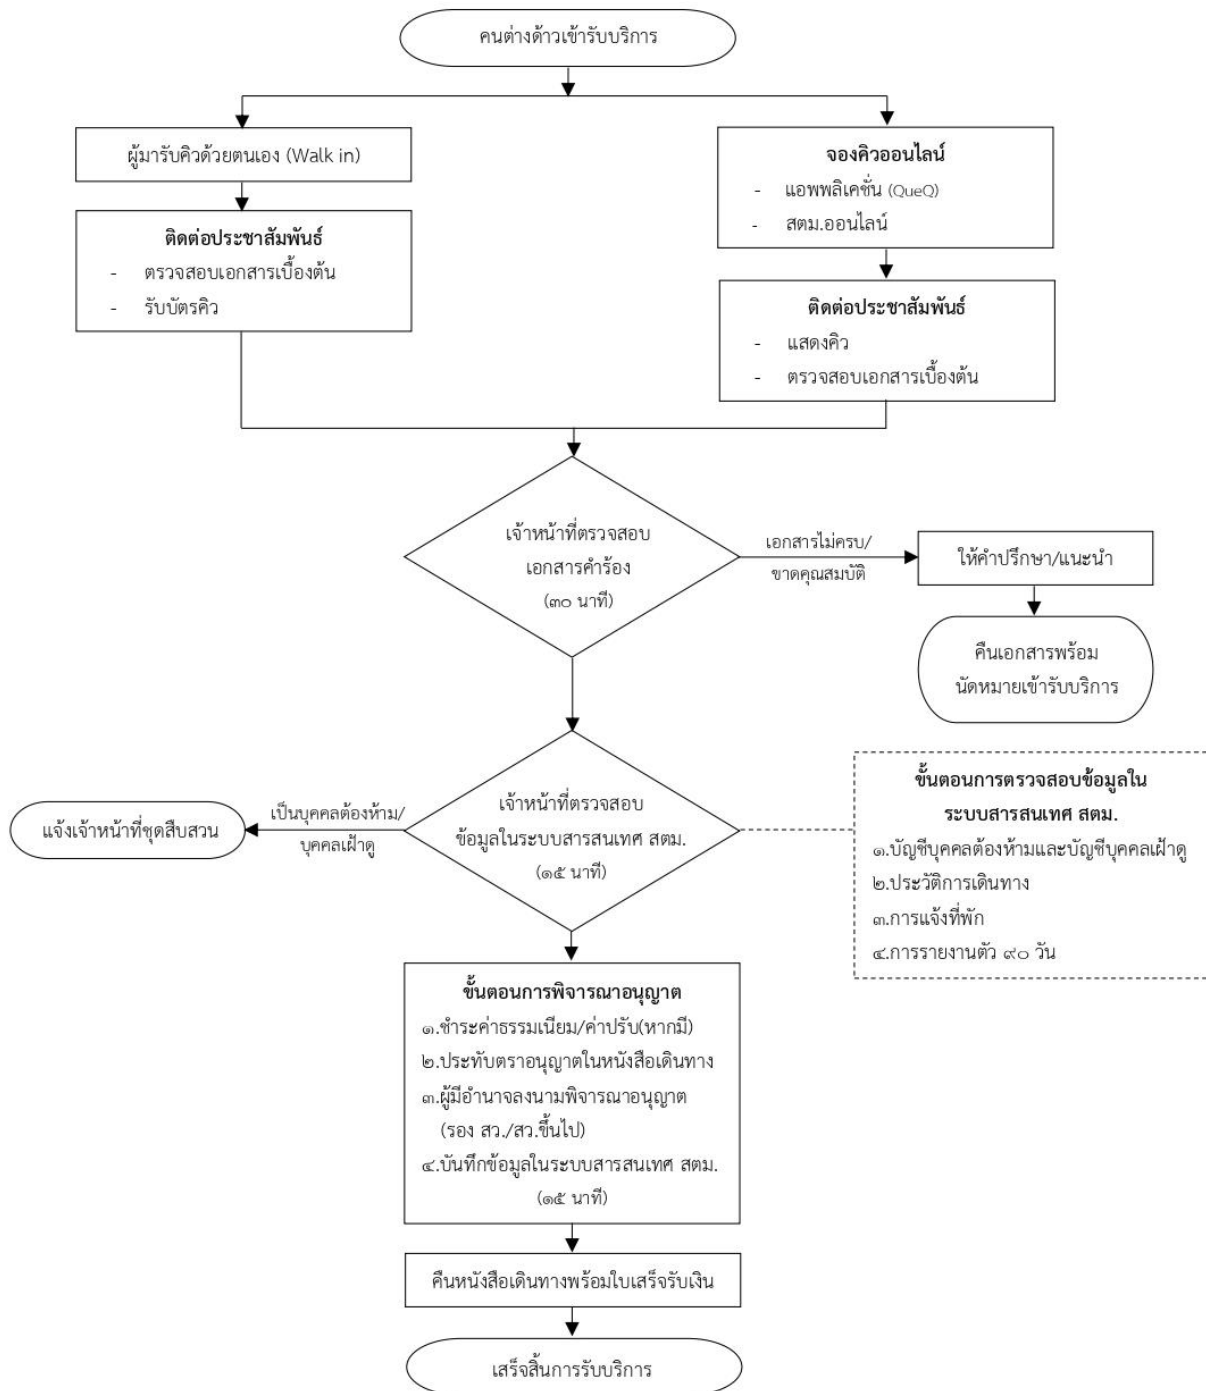 คนต่างด้าวเข้ารับบริการ
ผู้มารับคิวด้วยตนเอง (Walk in)
ติดต่อประชาสัมพันธ์
- ตรวจสอบเอกสารเบื้องต้น
- รับบัตรคิว
จองคิวออนไลน์
- แอพพลิเคชั่น (QueQ)
- สตม.ออนไลน์
ติดต่อประชาสัมพันธ์
- แสดงคิว
- ตรวจสอบเอกสารเบื้องต้น
เจ้าหน้าที่ตรวจสอบ
เอกสารคำร้อง
(๓๐ นาที)
เอกสารไม่ครบ/
ขาดคุณสมบัติ
ให้คำปรึกษา/แนะนำ
คืนเอกสารพร้อม
นัดหมายเข้ารับบริการ
เจ้าหน้าที่ตรวจสอบ
ข้อมูลในระบบสารสนเทศ สตม.
(๑๕ นาที)
เป็นบุคคลต้องห้าม/
บุคคลเฝ้าดู
แจ้งเจ้าหน้าที่ชุดสืบสวน
ขั้นตอนการตรวจสอบข้อมูลใน
ระบบสารสนเทศ สตม.
๑.บัญชีบุคคลต้องห้ามและบัญชีบุคคลเฝ้าดู
๒.ประวัติการเดินทาง
๓.การแจ้งที่พัก
๔.การรายงานตัว ๙๐ วัน
ขั้นตอนการพิจารณาอนุญาต
๑.ชำระค่าธรรมเนียม/ค่าปรับ(หากมี)
๒.ประทับตราอนุญาตในหนังสือเดินทาง
๓.ผู้มีอำนาจลงนามพิจารณาอนุญาต
(รอง สว./สว.ขึ้นไป)
๔.บันทึกข้อมูลในระบบสารสนเทศ สตม.
(๑๕ นาที)
คืนหนังสือเดินทางพร้อมใบเสร็จรับเงิน
เสร็จสิ้นการรับบริการ